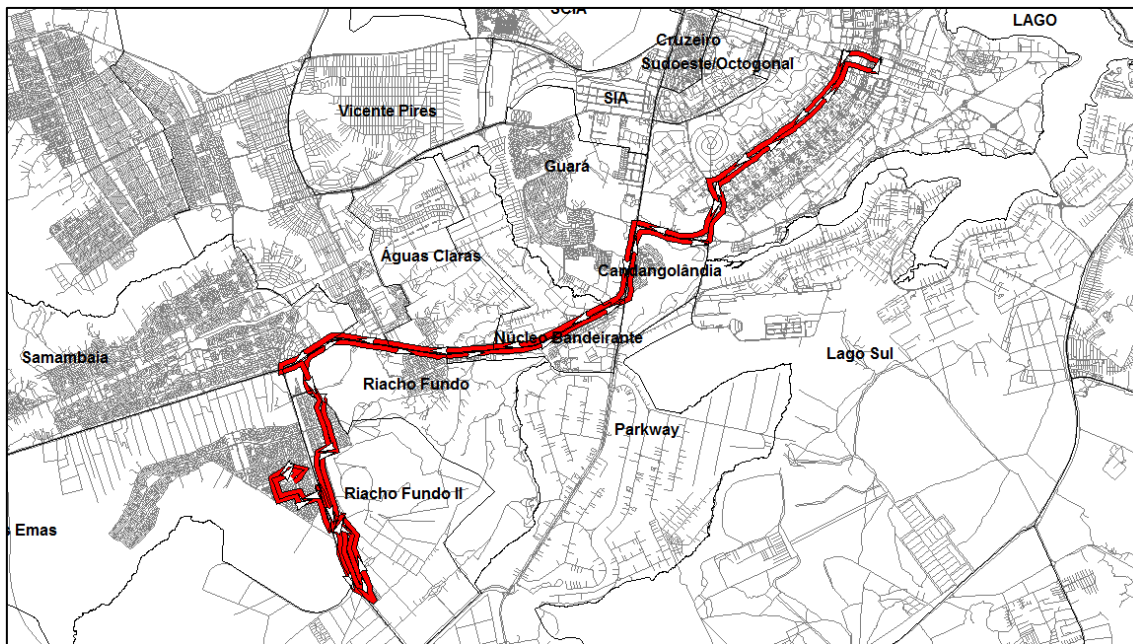 SCIA
LAGO
Cruzeiro
Sudoeste/Octogonal
SIA
Vicente Pires
Guará
Águas Claras
Candangolândia
Núcleo Bandeirante
Samambaia
Lago Sul
Riacho Fundo
Parkway
Riacho Fundo II
s Emas